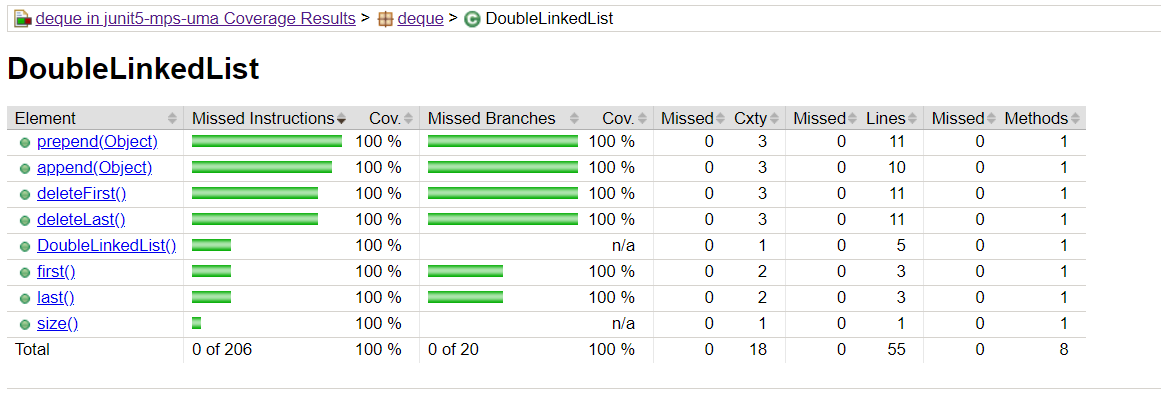 deque in junit5-mps-uma Coverage Results > deque > DoubleLinkedList
DoubleLinkedList
Element Missed Instructions Cov. Missed Branches Cov. Missed Cxty Missed Lines Missed Methods
prepend(Object) 100 % 100 % 0 3 0 11 0 1
append(Object) 100 % 100 % 0 3 0 10 0 1
deleteFirst() 100 % 100 % 0 3 0 11 0 1
deleteLast() 100 % 100 % 0 3 0 11 0 1
DoubleLinkedList() 100 % n/a 0 1 0 5 0 1
first() 100 % 100 % 0 2 0 3 0 1
last() 100 % 100 % 0 2 0 3 0 1
size() 100 % n/a 0 1 0 1 0 1
Total 0 of 206 100 % 0 of 20 100 % 0 18 0 55 0 8